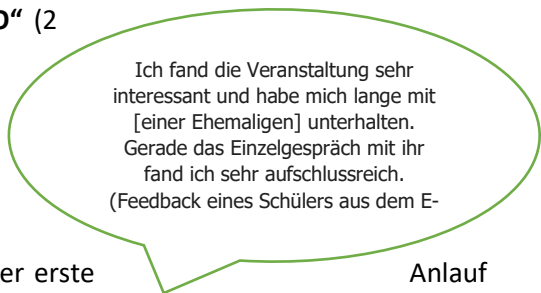 O“ (2
Ich fand die Veranstaltung sehr
interessant und habe mich lange mit
[einer Ehemaligen] unterhalten.
Gerade das Einzelgespräch mit ihr
fand ich sehr aufschlussreich.
(Feedback eines Schülers aus dem E-
er erste Anlauf